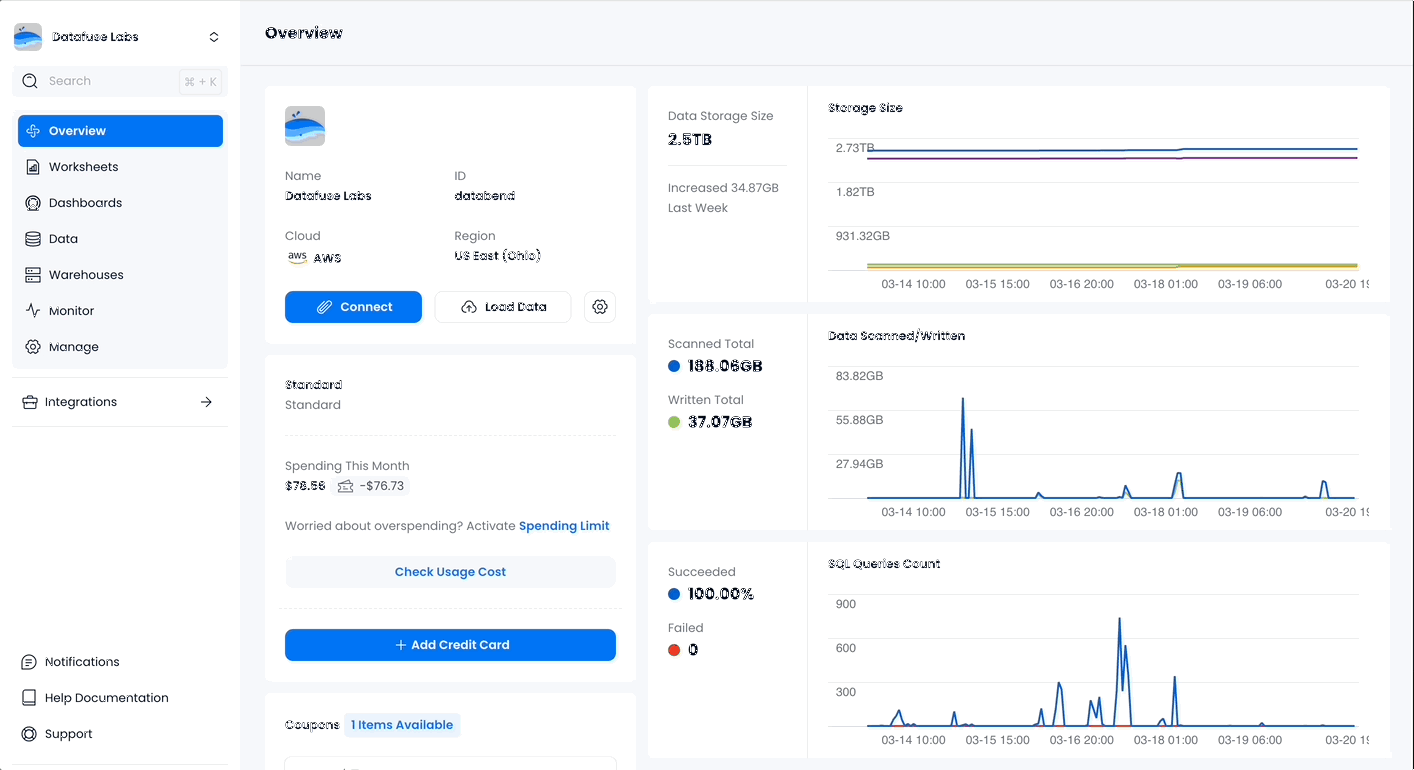 Datafuse Labs
Search
⌘ + K
Overview
Worksheets
Dashboards
Data
Warehouses
Monitor
Manage
Integrations
Notifications
Help Documentation
Support
Overview
Name
Datafuse Labs
ID
databend
Cloud
aws AWS
Region
US East (Ohio)
Connect
Load Data
Standard
Standard
Spending This Month
-$76.73
Worried about overspending? Activate Spending Limit
Check Usage Cost
+ Add Credit Card
Coupons 1 Items Available
Data Storage Size
2.5TB
Increased 34.87GB
Last Week
Storage Size
2.73TB
1.82TB
931.32GB
03-14 10:00 03-15 15:00 03-16 20:00 03-18 01:00 03-19 06:00 03-20 19
Scanned Total
188.06GB
Written Total
37.07GB
Data Scanned/Written
83.82GB
55.88GB
27.94GB
03-14 10:00 03-15 15:00 03-16 20:00 03-18 01:00 03-19 06:00 03-20 19
Succeeded
100.00%
Failed
0
SQL Queries Count
900
600
300
03-14 10:00 03-15 15:00 03-16 20:00 03-18 01:00 03-19 06:00 03-20 19